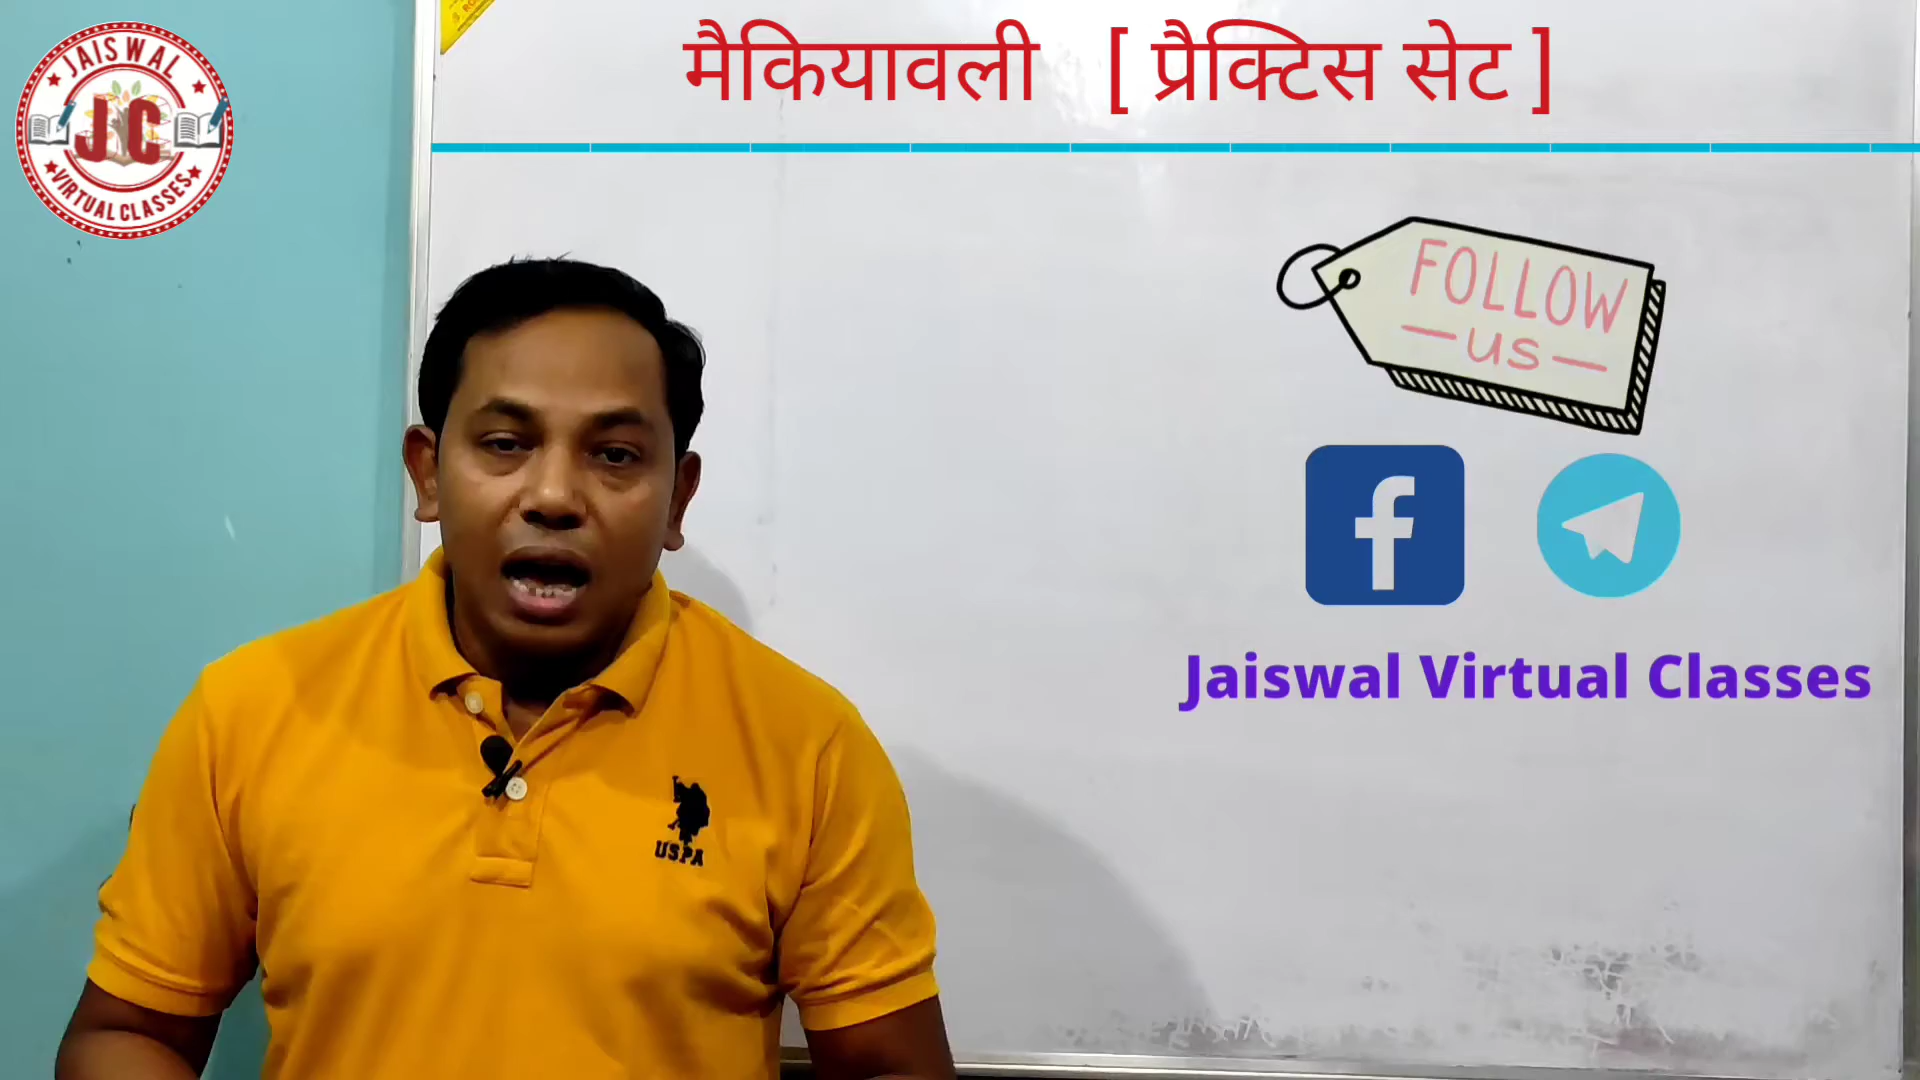 JAISWAL
JC
VIRTUAL CLASSES
मैकियावली [ प्रैक्टिस सेट ]
FOLLOW
US
Jaiswal Virtual Classes
USPA